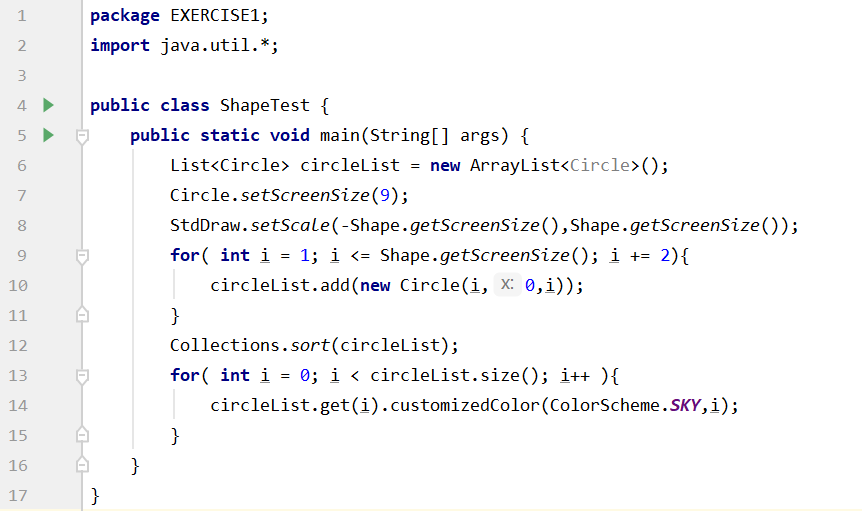 1 package EXERCISE1;
2 import java.util.*;
3
4 public class ShapeTest {
5     public static void main(String[] args) {
6         List<Circle> circleList = new ArrayList<Circle>();
7         Circle.setScreenSize(9);
8         StdDraw.setScale(-Shape.getScreenSize(),Shape.getScreenSize());
9         for( int i = 1; i <= Shape.getScreenSize(); i += 2){
10             circleList.add(new Circle(i, x: 0,i));
11         }
12         Collections.sort(circleList);
13         for( int i = 0; i < circleList.size(); i++ ){
14             circleList.get(i).customizedColor(ColorScheme.SKY,i);
15         }
16     }
17 }